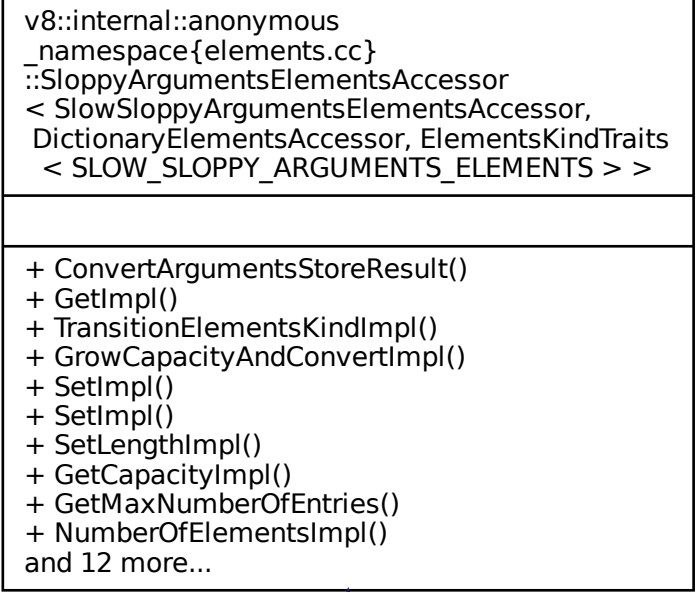 v8::internal::anonymous
_namespace{elements.cc}
::SloppyArgumentsElementsAccessor
< SlowSloppyArgumentsElementsAccessor,
DictionaryElementsAccessor, ElementsKindTraits
< SLOW_SLOPPY_ARGUMENTS_ELEMENTS > >
+ ConvertArgumentsStoreResult()
+ GetImpl()
+ TransitionElementsKindImpl()
+ GrowCapacityAndConvertImpl()
+ SetImpl()
+ SetImpl()
+ SetLengthImpl()
+ GetCapacityImpl()
+ GetMaxNumberOfEntries()
+ NumberOfElementsImpl()
and 12 more...